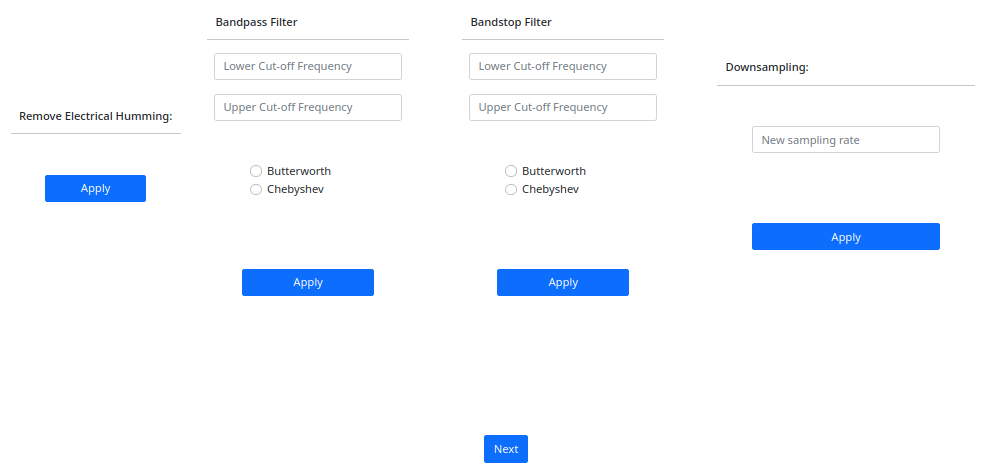 Remove Electrical Humming:
Apply
Bandpass Filter
Lower Cut-off Frequency
Upper Cut-off Frequency
Butterworth
Chebyshev
Apply
Bandstop Filter
Lower Cut-off Frequency
Upper Cut-off Frequency
Butterworth
Chebyshev
Apply
Downsampling:
New sampling rate
Apply
Next